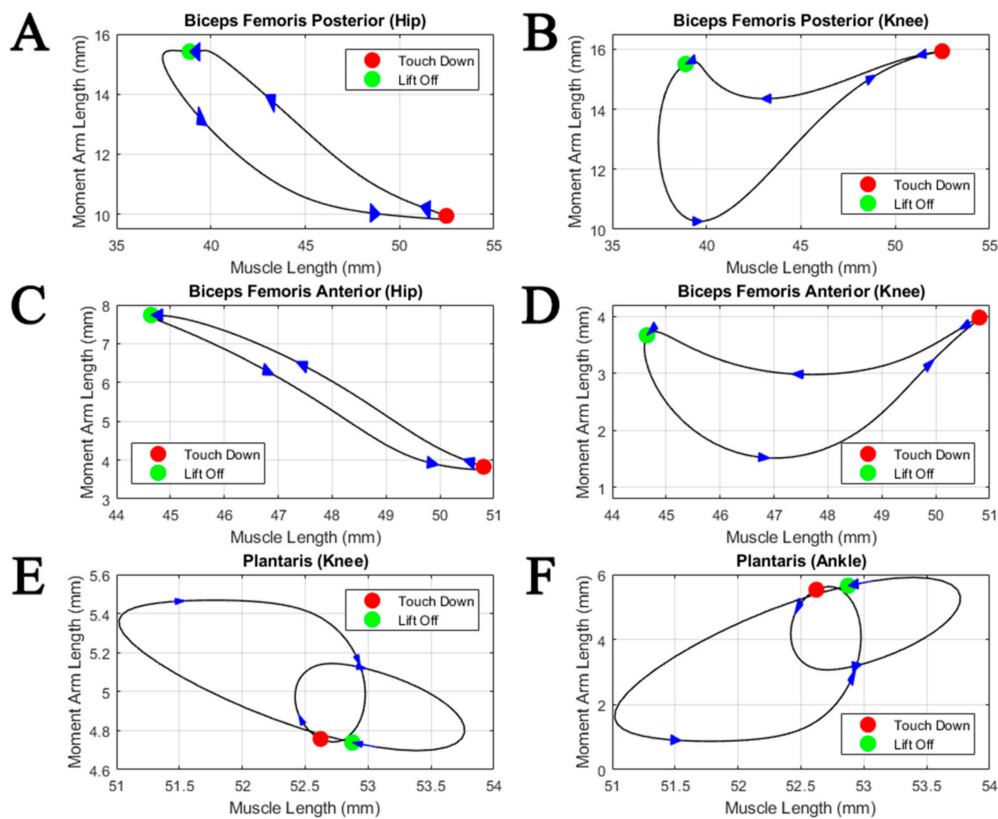 A
Biceps Femoris Posterior (Hip)
Moment Arm Length (mm)
16
14
12
10
Touch Down
Lift Off
35 40 45 50 55
Muscle Length (mm)
B
Biceps Femoris Posterior (Knee)
Moment Arm Length (mm)
16
14
12
10
Touch Down
Lift Off
35 40 45 50 55
Muscle Length (mm)
C
Biceps Femoris Anterior (Hip)
Moment Arm Length (mm)
8
7
6
5
4
3
Touch Down
Lift Off
44 45 46 47 48 49 50 51
Muscle Length (mm)
D
Biceps Femoris Anterior (Knee)
Moment Arm Length (mm)
4
3
2
1
Touch Down
Lift Off
44 45 46 47 48 49 50 51
Muscle Length (mm)
E
Plantaris (Knee)
Moment Arm Length (mm)
5.6
5.4
5.2
5
4.8
4.6
Touch Down
Lift Off
51 51.5 52 52.5 53 53.5 54
Muscle Length (mm)
F
Plantaris (Ankle)
Moment Arm Length (mm)
6
4
2
0
Touch Down
Lift Off
51 51.5 52 52.5 53 53.5 54
Muscle Length (mm)